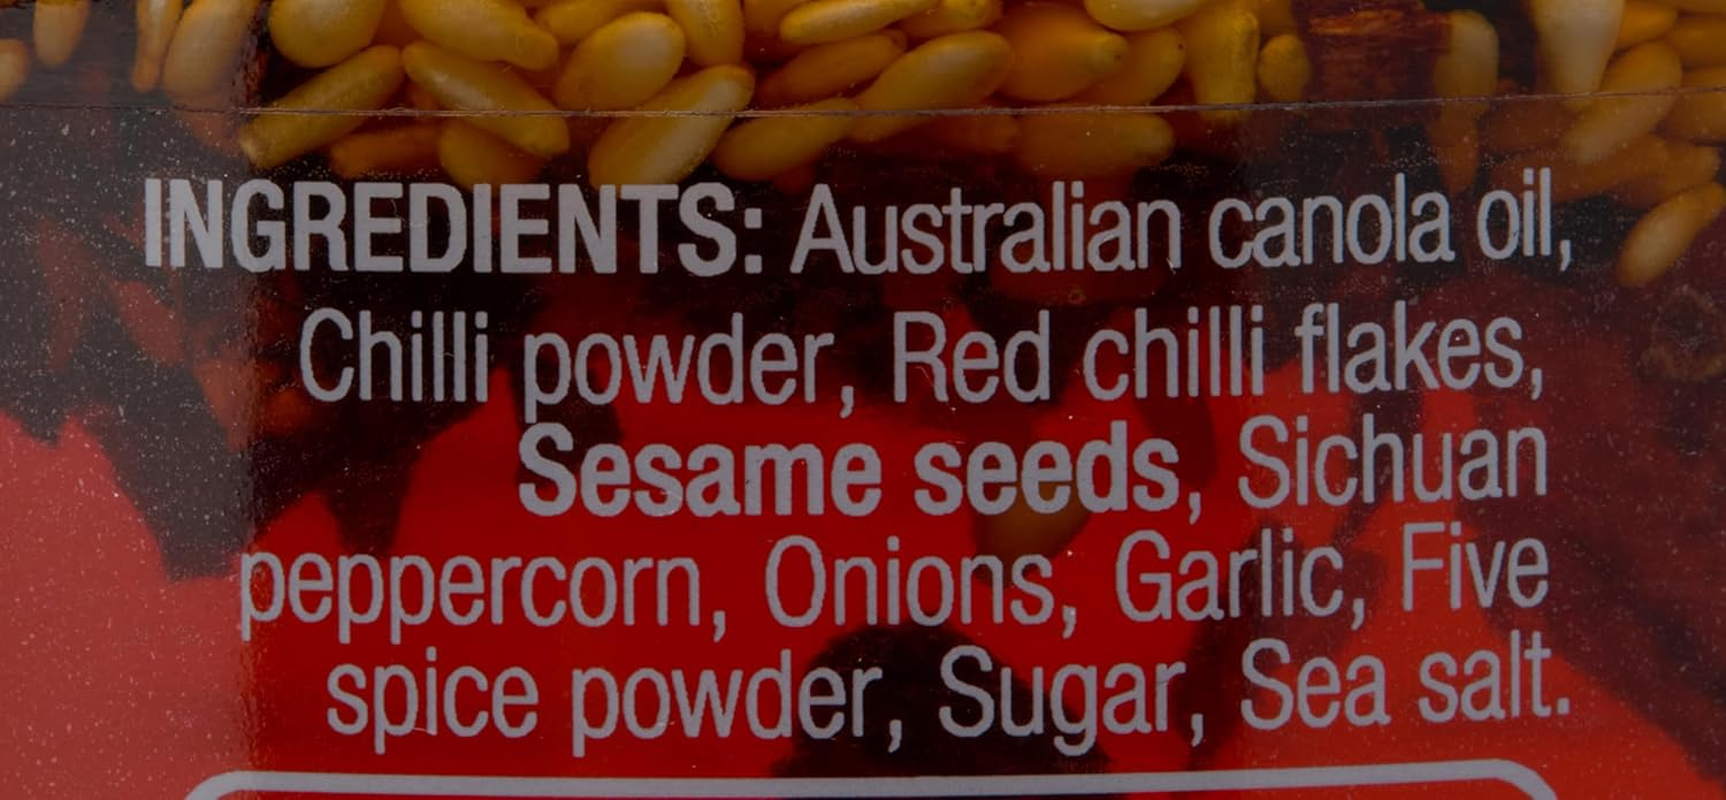 INGREDIENTS: Australian canola oil,
Chilli powder, Red chilli flakes,
Sesame seeds, Sichuan
peppercorn, Onions, Garlic, Five
spice powder, Sugar, Sea salt.